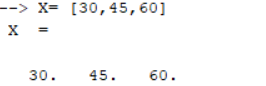 --> X= [30,45,60]
X  =
30.   45.   60.